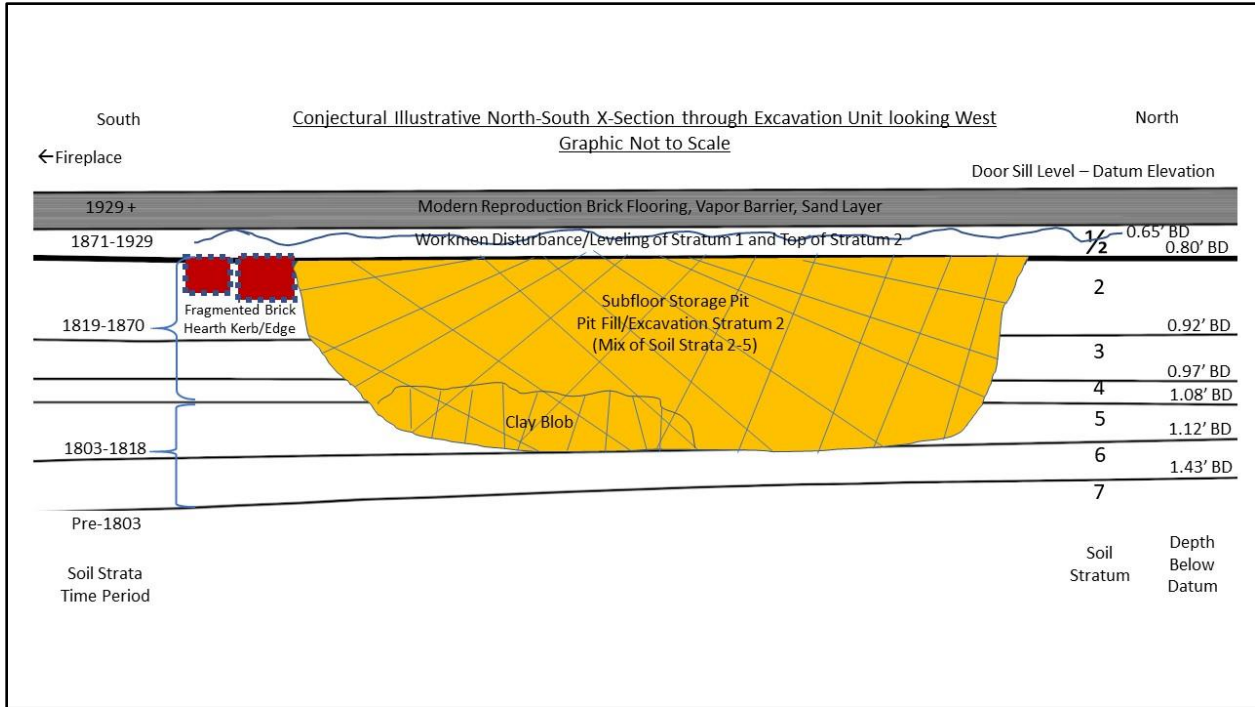 South
Conjectural Illustrative North-South X-Section through Excavation Unit looking West
North
Graphic Not to Scale
←Fireplace
Door Sill Level – Datum Elevation
1929 +
Modern Reproduction Brick Flooring, Vapor Barrier, Sand Layer
1871-1929
Workmen Disturbance/Leveling of Stratum 1 and Top of Stratum 2
½
0.65’ BD
0.80’ BD
2
Subfloor Storage Pit
Fragmented Brick
Hearth Kerb/Edge
Pit Fill/Excavation Stratum 2
1819-1870
0.92’ BD
(Mix of Soil Strata 2-5)
3
0.97’ BD
4
1.08’ BD
5
Clay Blob
1.12’ BD
1803-1818
6
1.43’ BD
7
Pre-1803
Soil Strata
Time Period
Soil
Stratum
Depth
Below
Datum